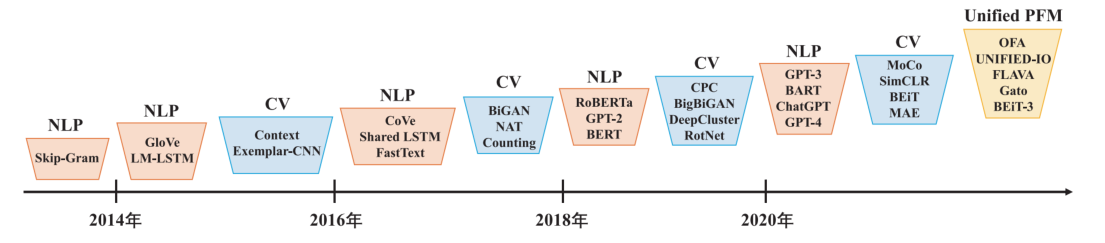 NLP
Skip-Gram
NLP
GloVe
LM-LSTM
CV
Context
Exemplar-CNN
NLP
CoVe
Shared LSTM
FastText
CV
BiGAN
NAT
Counting
NLP
RoBERTa
GPT-2
BERT
CV
CPC
BigBiGAN
DeepCluster
RotNet
NLP
GPT-3
BART
ChatGPT
GPT-4
CV
MoCo
SimCLR
BEiT
MAE
Unified PFM
OFA
UNIFIED-IO
FLAVA
Gato
BEiT-3
2014年
2016年
2018年
2020年